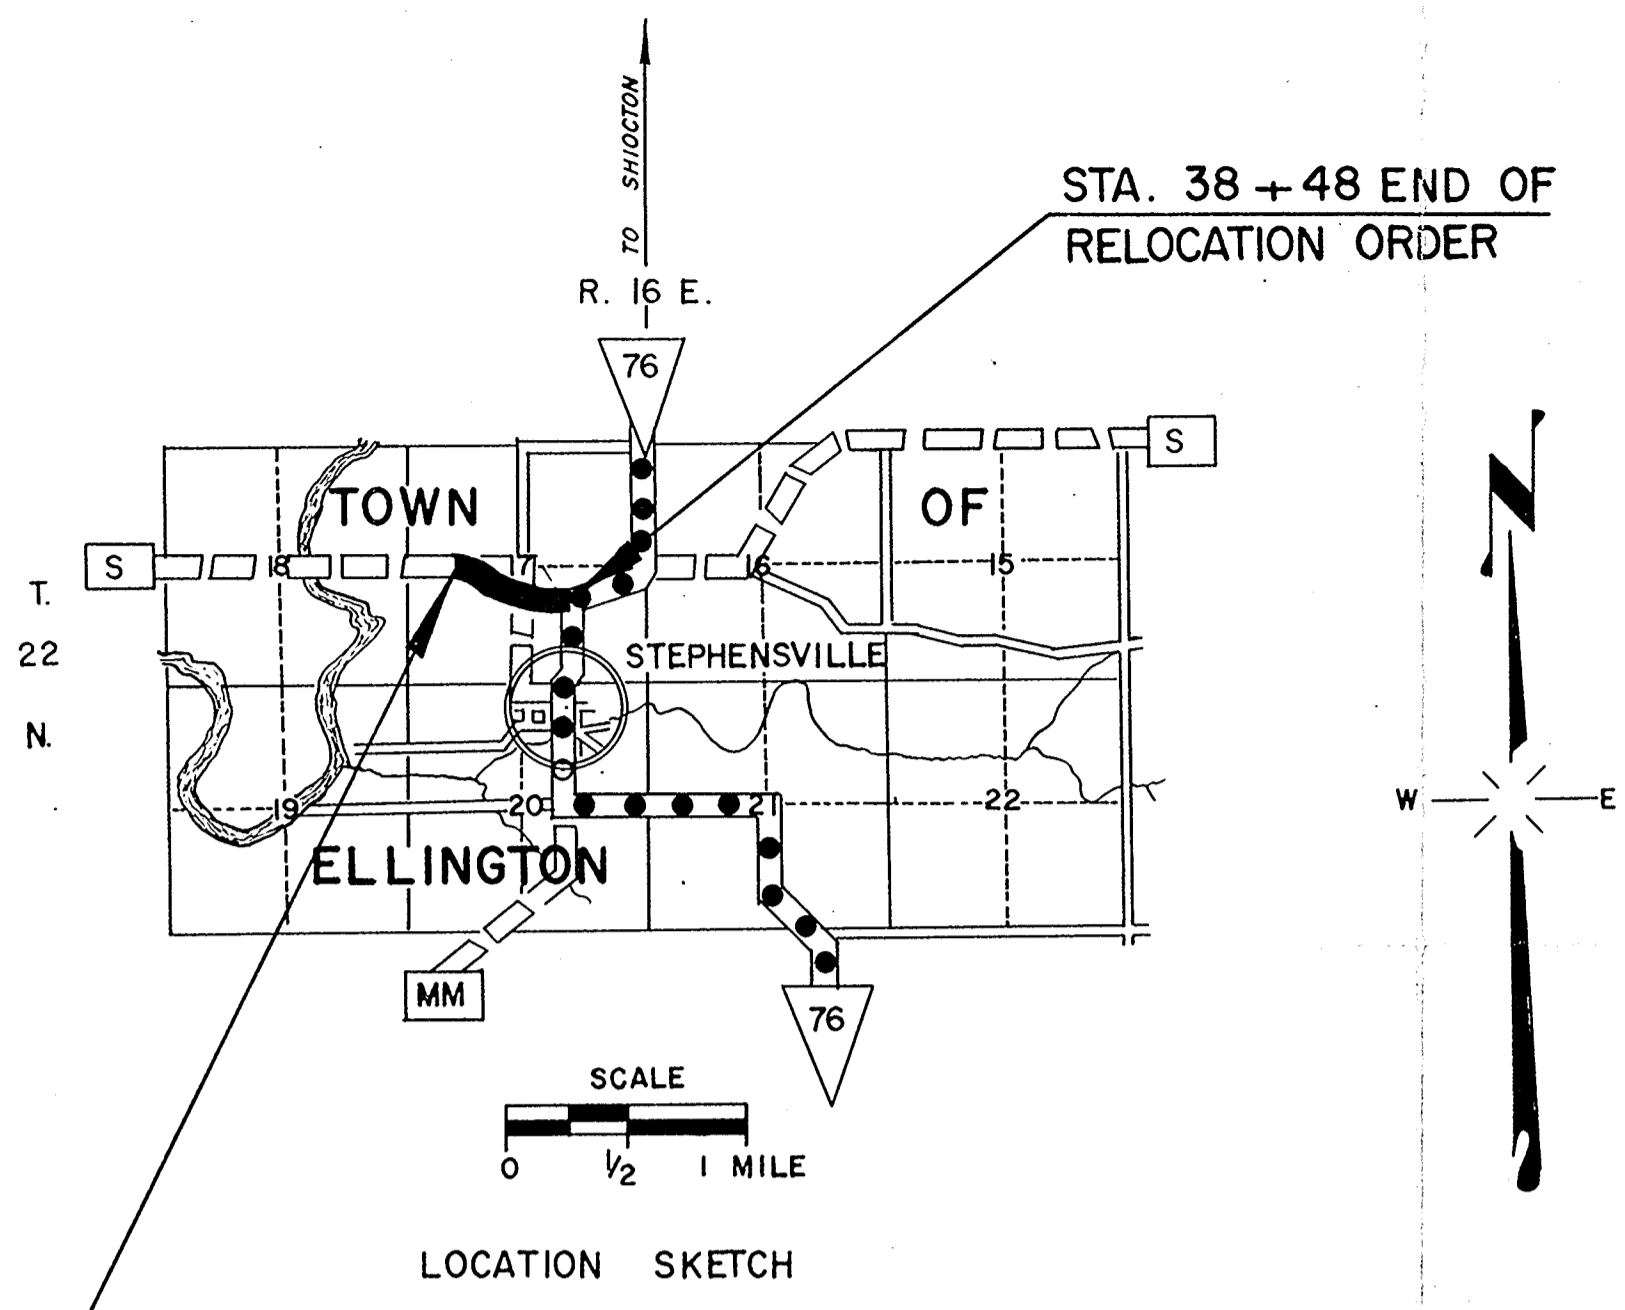 TO SHIOCTON
STA. 38 + 48 END OF
RELOCATION ORDER
R. 16 E.
76
S
TOWN OF
S 18 17 16 15
T.
22
N.
STEPHENSVILLE
W E
19 20 21 22
ELLINGTON
MM
76
SCALE
0 1/2 1 MILE
LOCATION SKETCH